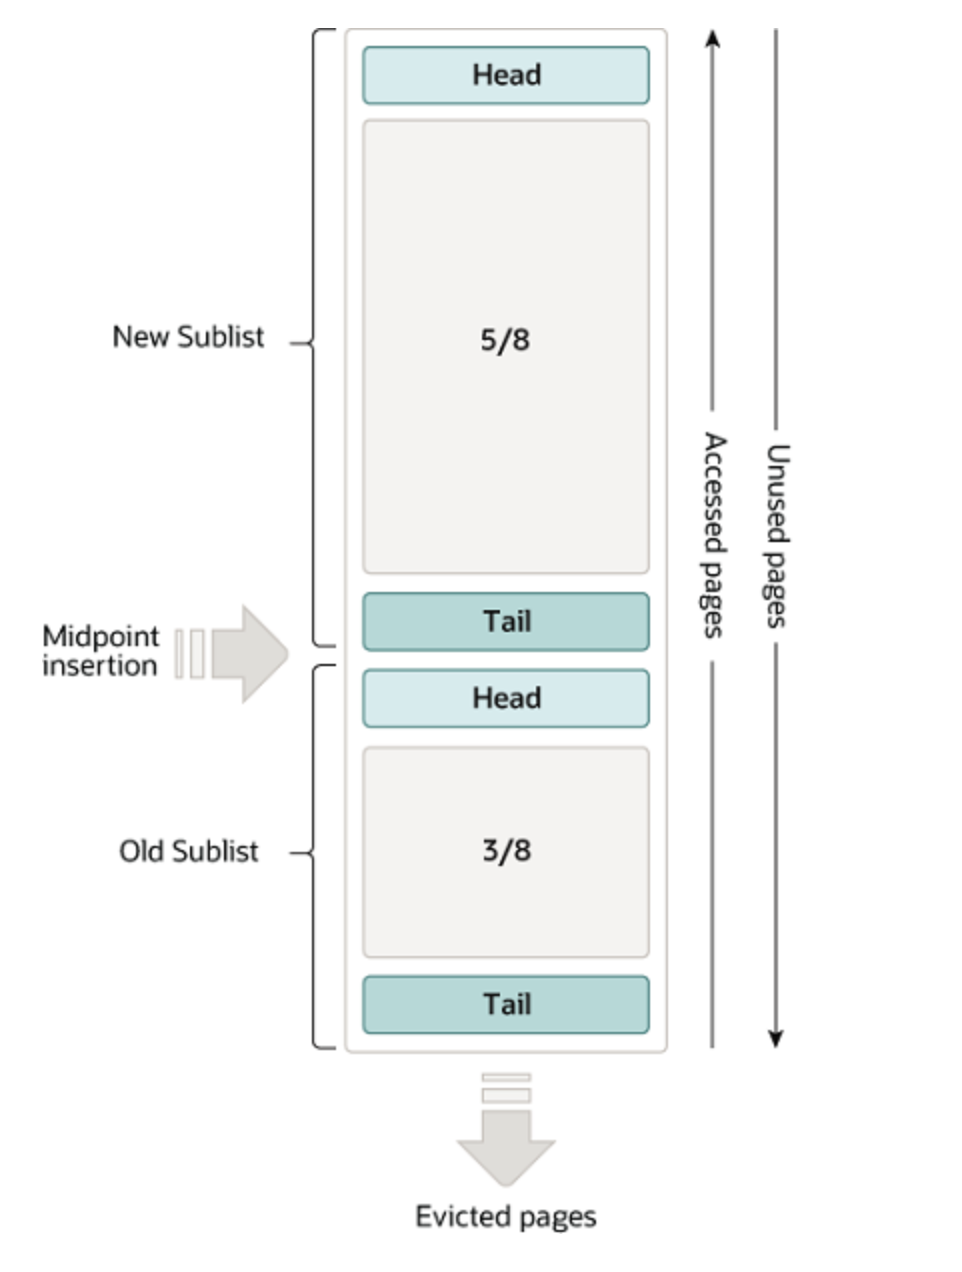 Head
5/8
New Sublist
Tail
Midpoint
insertion
Head
3/8
Old Sublist
Tail
Accessed pages
Unused pages
Evicted pages